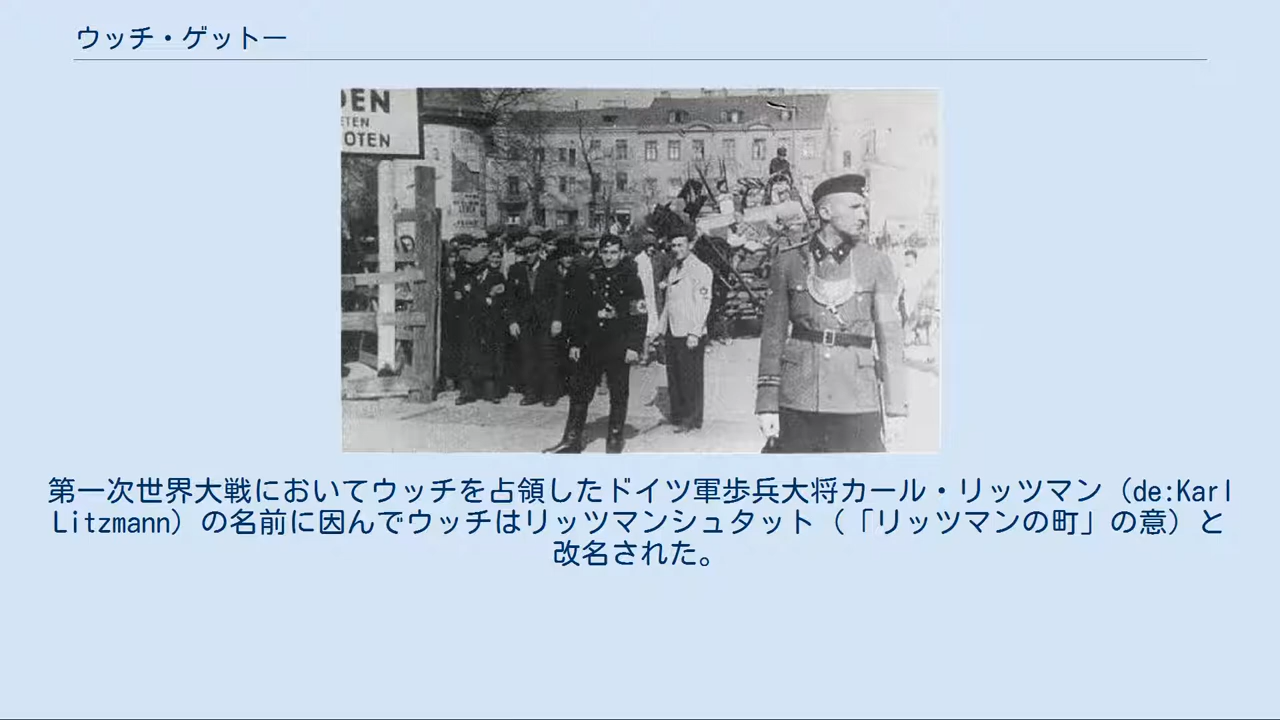 ウッチ・ゲットー
DEN
ETEN
OTEN
第一次世界大戦においてウッチを占領したドイツ軍歩兵大将カール・リッツマン（de:Karl
Litzmann）の名前に因んでウッチはリッツマンシュタット（「リッツマンの町」の意）と
改名された。